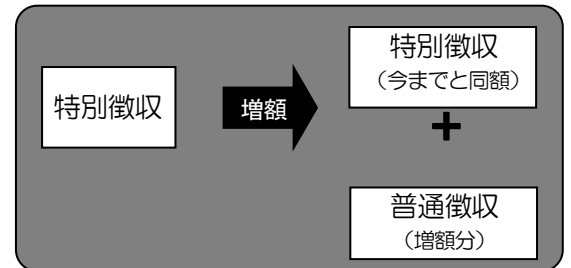 特別徴収
増額
特別徴収
（今までと同額）
+
普通徴収
（増額分）